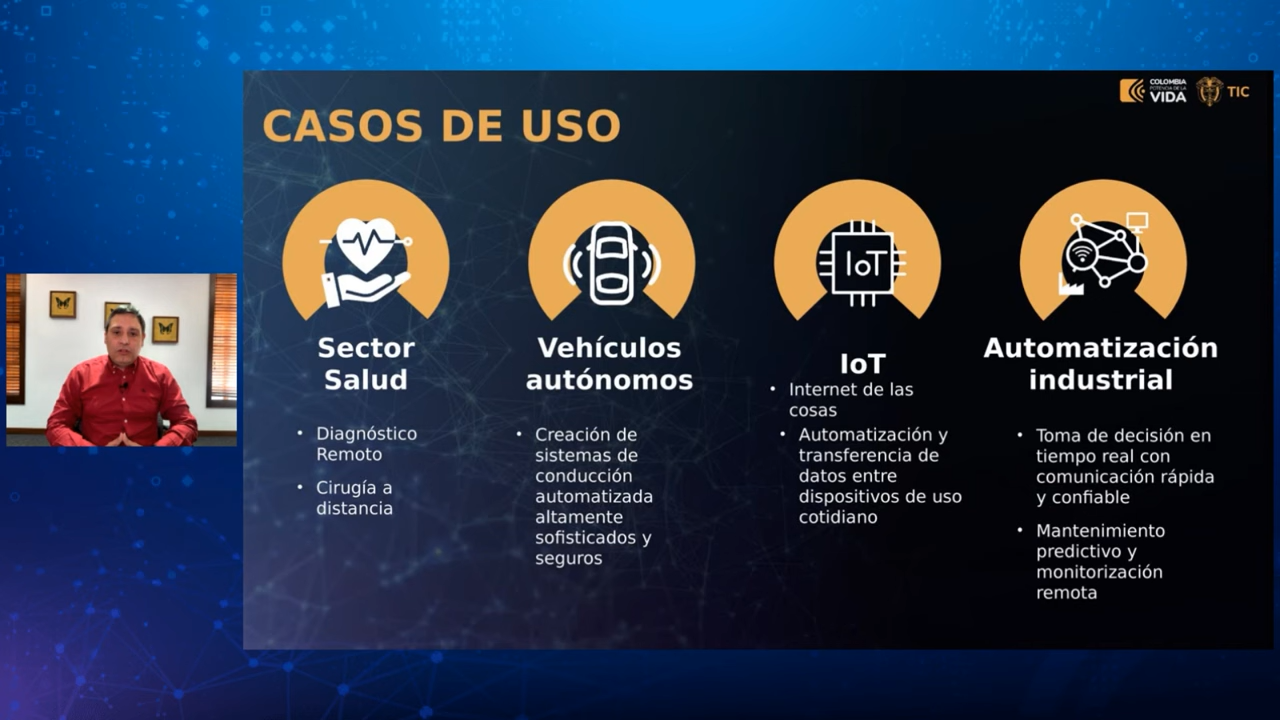 COLOMBIA
POTENCIA DE LA
VIDA
TIC
CASOS DE USO
IoT
Sector
Salud
• Diagnóstico
Remoto
• Cirugía a
distancia
Vehículos
autónomos
• Creación de
sistemas de
conducción
automatizada
altamente
sofisticados y
seguros
IoT
• Internet de las
cosas
• Automatización y
transferencia de
datos entre
dispositivos de uso
cotidiano
Automatización
industrial
• Toma de decisión en
tiempo real con
comunicación rápida
y confiable
• Mantenimiento
predictivo y
monitorización
remota